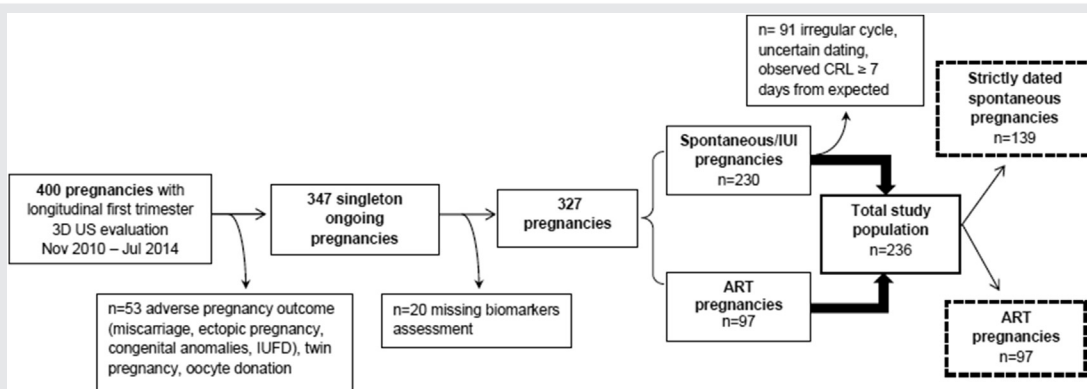 400 pregnancies with
longitudinal first trimester
3D US evaluation
Nov 2010 – Jul 2014
n=53 adverse pregnancy outcome
(miscarriage, ectopic pregnancy,
congenital anomalies, IUFD), twin
pregnancy, oocyte donation
347 singleton
ongoing
pregnancies
n=20 missing biomarkers
assessment
327
pregnancies
Spontaneous/IUI
pregnancies
n=230
n= 91 irregular cycle,
uncertain dating,
observed CRL ≥ 7
days from expected
ART
pregnancies
n=97
Total study
population
n=236
Strictly dated
spontaneous
pregnancies
n=139
ART
pregnancies
n=97